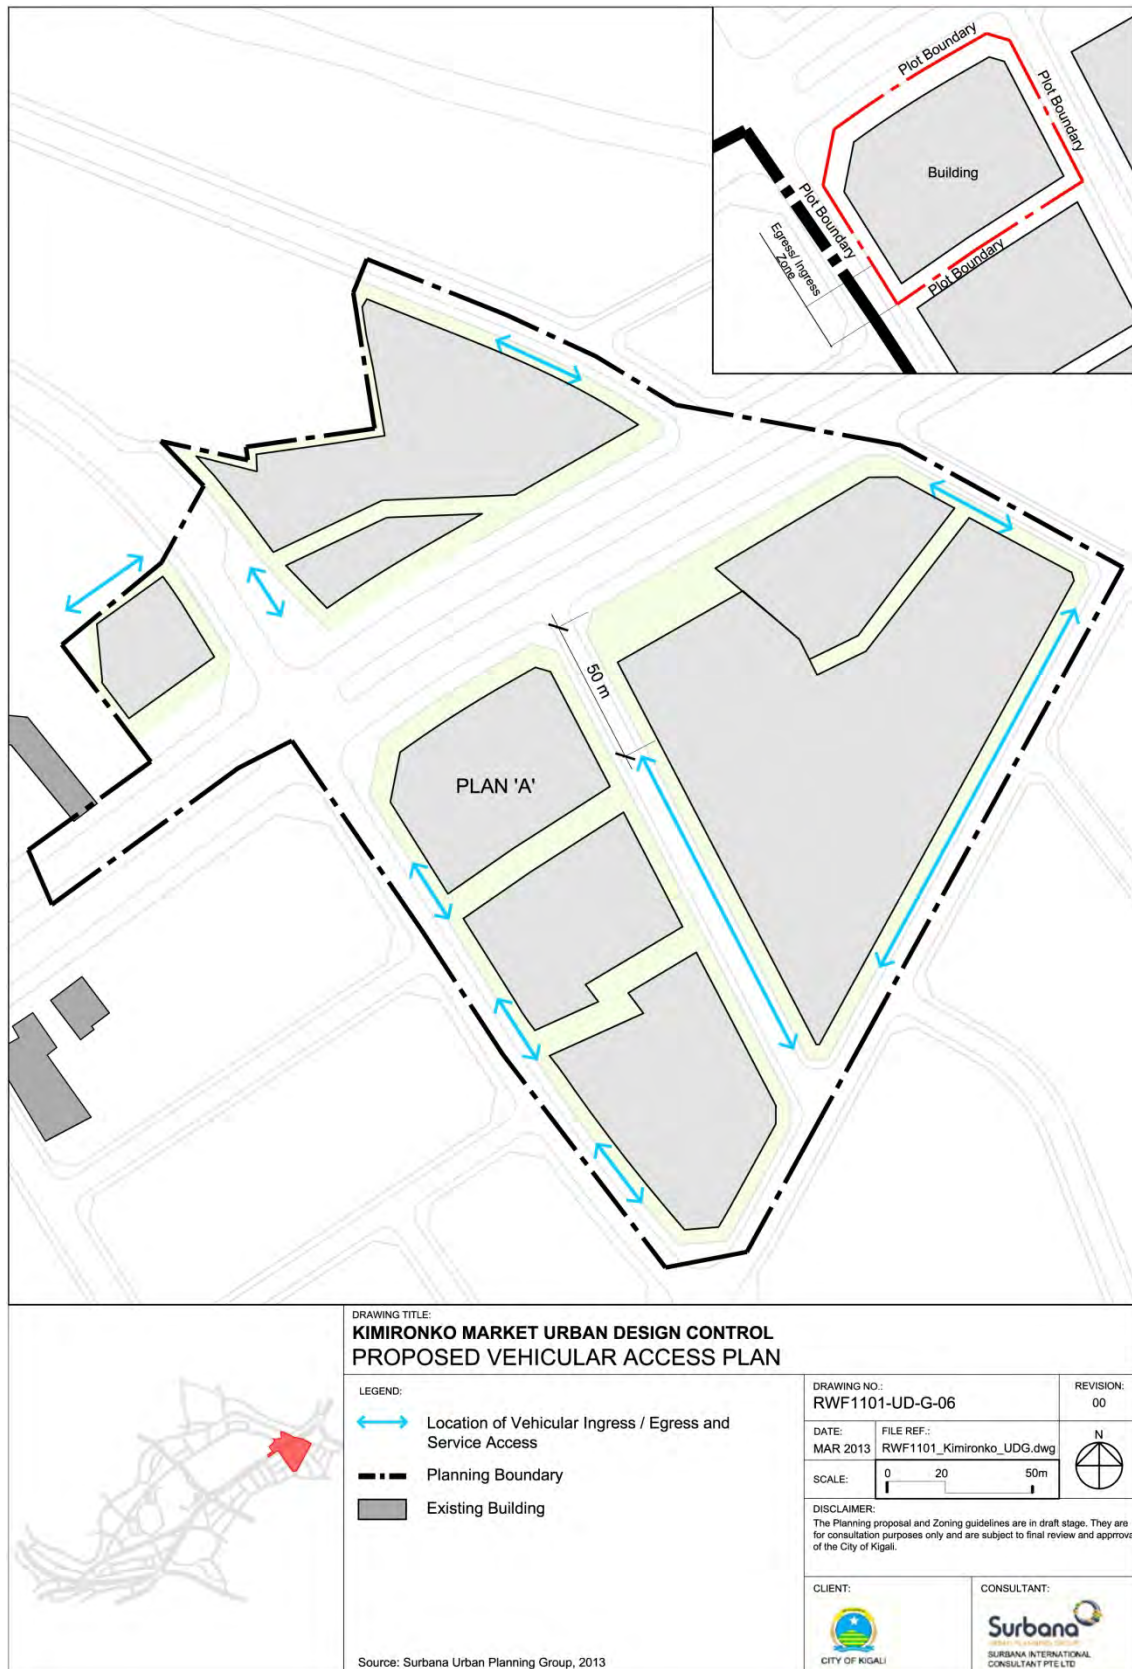 Plot Boundary
Plot Boundary
Building
Plot Boundary
Egress/ Ingress
Zone
Plot Boundary
50 m
PLAN 'A'
DRAWING TITLE:
KIMIRONKO MARKET URBAN DESIGN CONTROL
PROPOSED VEHICULAR ACCESS PLAN
LEGEND:
Location of Vehicular Ingress / Egress and
Service Access
Planning Boundary
Existing Building
Source: Surbana Urban Planning Group, 2013
DRAWING NO.:
RWF1101-UD-G-06
REVISION:
00
DATE:
MAR 2013
FILE REF.:
RWF1101_Kimironko_UDG.dwg
N
SCALE:
0 20 50m
DISCLAIMER:
The Planning proposal and Zoning guidelines are in draft stage. They are
for consultation purposes only and are subject to final review and approva
of the City of Kigali.
CLIENT:
CITY OF KIGALI
CONSULTANT:
Surbana
URBAN PLANNING GROUP
SURBANA INTERNATIONAL
CONSULTANT PTE LTD